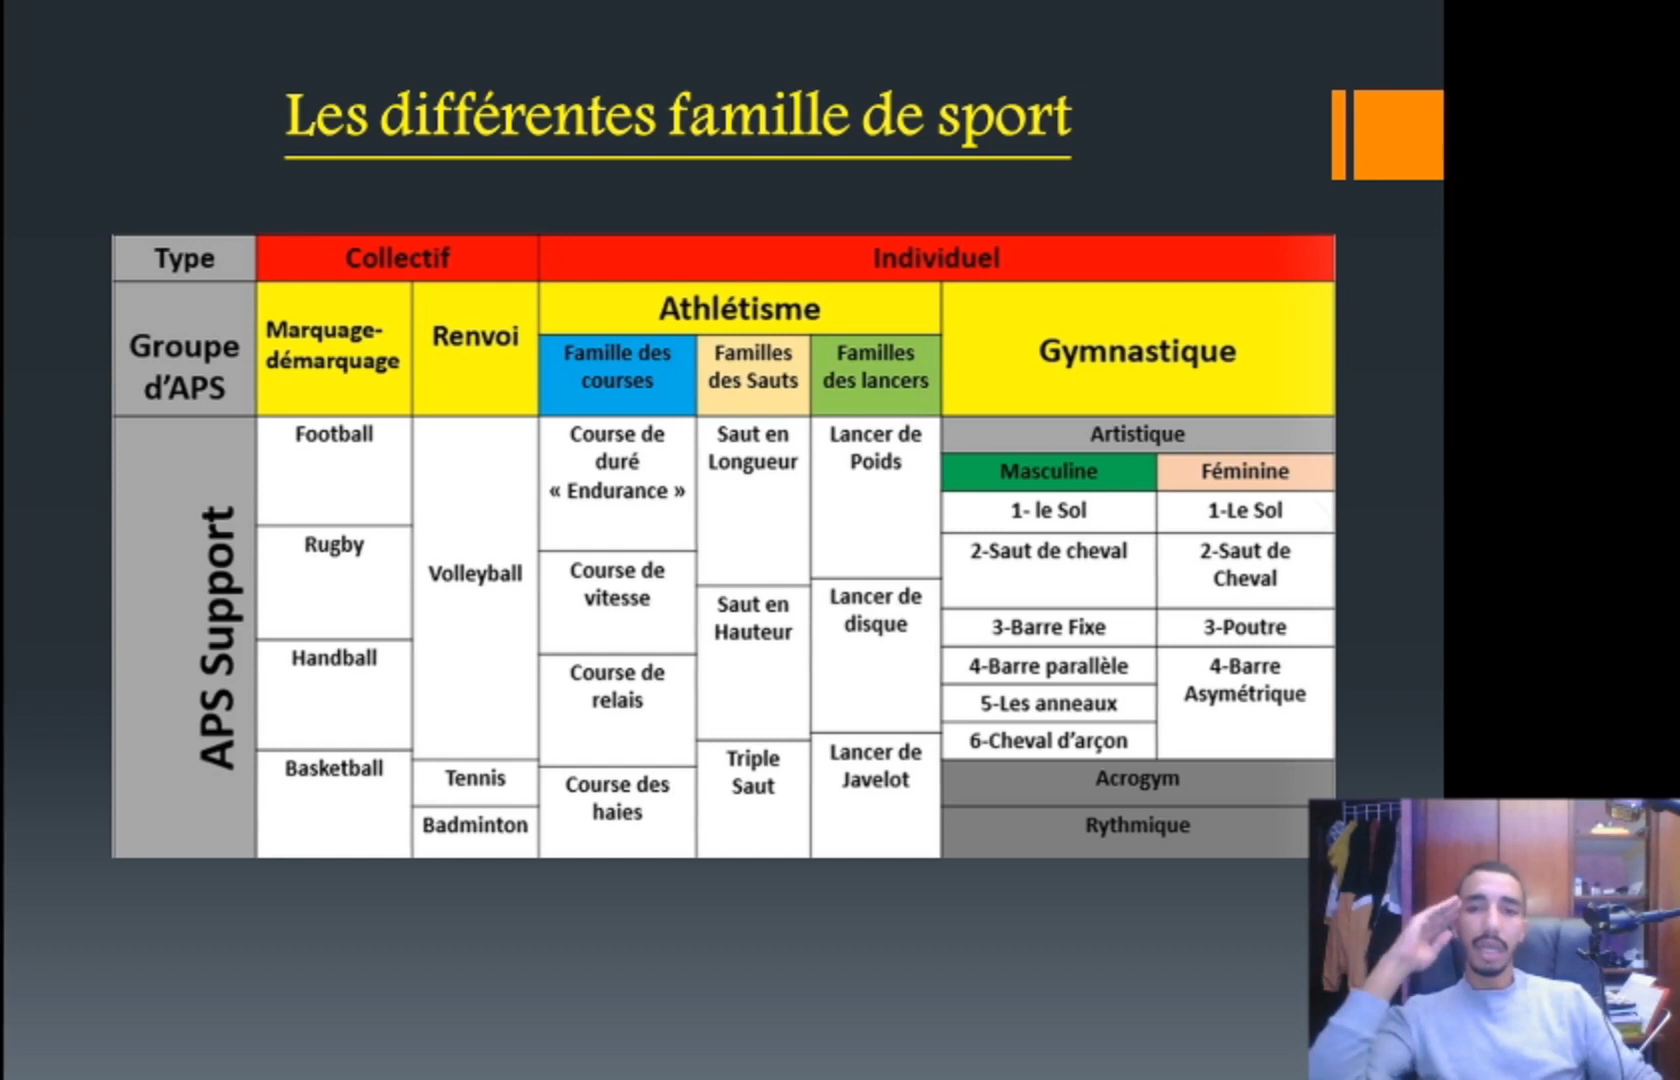 Les différentes famille de sport
Type
Collectif
Individuel
Groupe
d'APS
Marquage-
démarquage
Renvoi
Athlétisme
Famille des
courses
Familles
des Sauts
Familles
des lancers
Gymnastique
APS Support
Football
Rugby
Handball
Basketball
Volleyball
Tennis
Badminton
Course de
duré
« Endurance »
Course de
vitesse
Course de
relais
Course des
haies
Saut en
Longueur
Saut en
Hauteur
Triple
Saut
Lancer de
Poids
Lancer de
disque
Lancer de
Javelot
Artistique
Masculine
Féminine
1- le Sol
1-Le Sol
2-Saut de cheval
2-Saut de
Cheval
3-Barre Fixe
3-Poutre
4-Barre parallèle
4-Barre
Asymétrique
5-Les anneaux
6-Cheval d'arçon
Acrogym
Rythmique